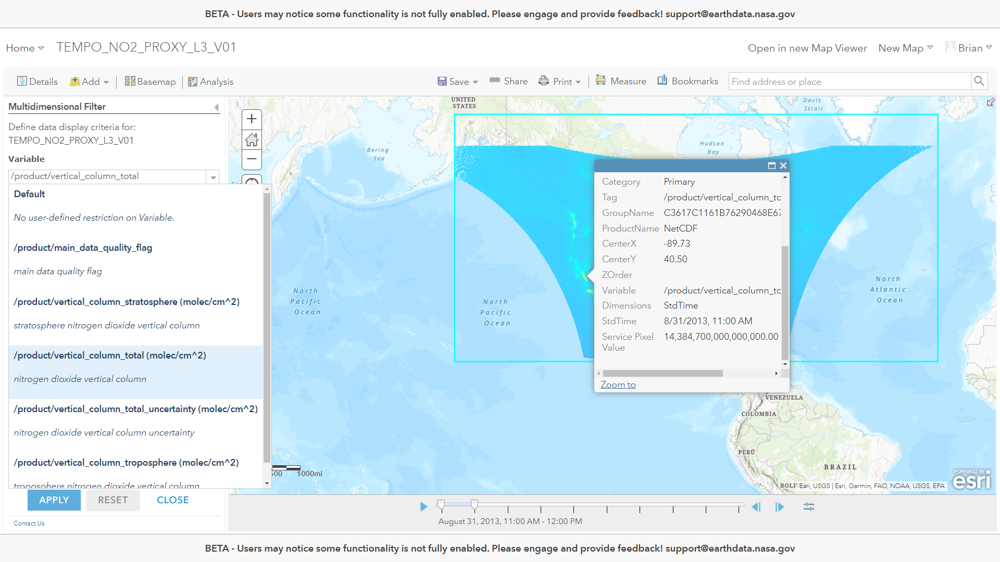 BETA - Users may notice some functionality is not fully enabled. Please engage and provide feedback! support@earthdata.nasa.gov
Home TEMPO_NO2_PROXY_L3_V01 Open in new Map Viewer New Map Brian
Details Add Basemap Analysis Save Share Print Measure Bookmarks Find address or place
Multidimensional Filter
Define data display criteria for:
TEMPO_NO2_PROXY_L3_V01
Variable
/product/vertical_column_total
Default
No user-defined restriction on Variable.
/product/main_data_quality_flag
main data quality flag
/product/vertical_column_stratosphere (molec/cm^2)
stratosphere nitrogen dioxide vertical column
/product/vertical_column_total (molec/cm^2)
nitrogen dioxide vertical column
/product/vertical_column_total_uncertainty (molec/cm^2)
nitrogen dioxide vertical column uncertainty
/product/vertical_column_troposphere (molec/cm^2)
troposphere nitrogen dioxide vertical column
APPLY RESET CLOSE
Contact Us
UNITED
STATES
Davis
Strait
Bering
Sea
Hudson
Bay
North
Pacific
Ocean
North
Pacific
Ocean
North
Atlantic
Ocean
Category Primary
Tag /product/vertical_column_to
GroupName C3617C1161B76290468E67
ProductName NetCDF
CenterX -89.73
CenterY 40.50
ZOrder
Variable /product/vertical_column_to
Dimensions StdTime
StdTime 8/31/2013, 11:00 AM
Service Pixel 14,384,700,000,000,000.00
Value
Zoom to
VENEZUELA
COLOMBIA
PERÚ
BRAZIL
500 1000mi
POWERED BY
esri
Esri, USGS | Esri, Garmin, FAO, NOAA, USGS, EPA
August 31, 2013, 11:00 AM - 12:00 PM
BETA - Users may notice some functionality is not fully enabled. Please engage and provide feedback! support@earthdata.nasa.gov